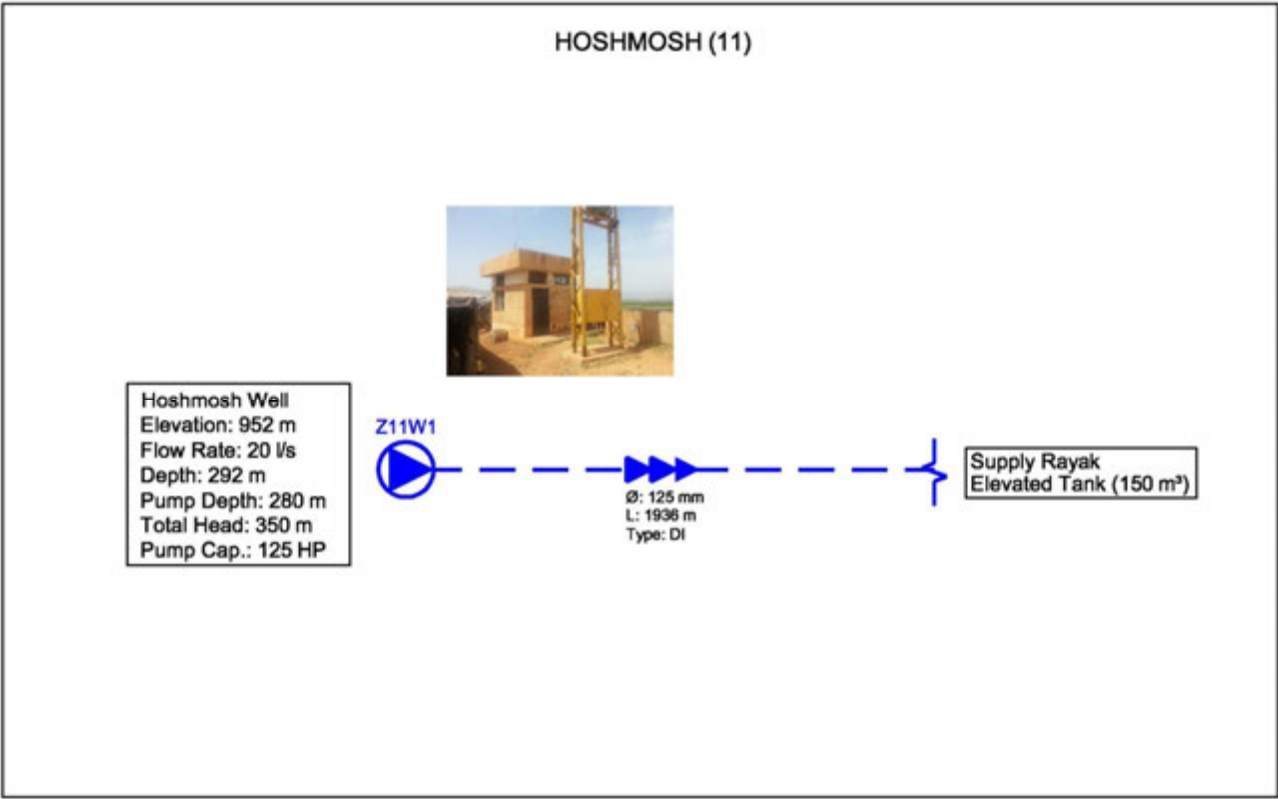 HOSHMOSH (11)
Hoshmosh Well
Elevation: 952 m
Flow Rate: 20 l/s
Depth: 292 m
Pump Depth: 280 m
Total Head: 350 m
Pump Cap.: 125 HP
Z11W1
Ø: 125 mm
L: 1936 m
Type: DI
Supply Rayak
Elevated Tank (150 m³)